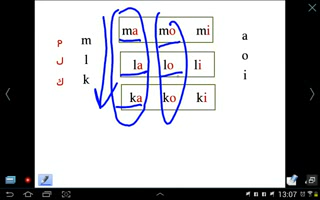 م m ma mo mi a
ل l la lo li o
ك k ka ko ki i
13:07